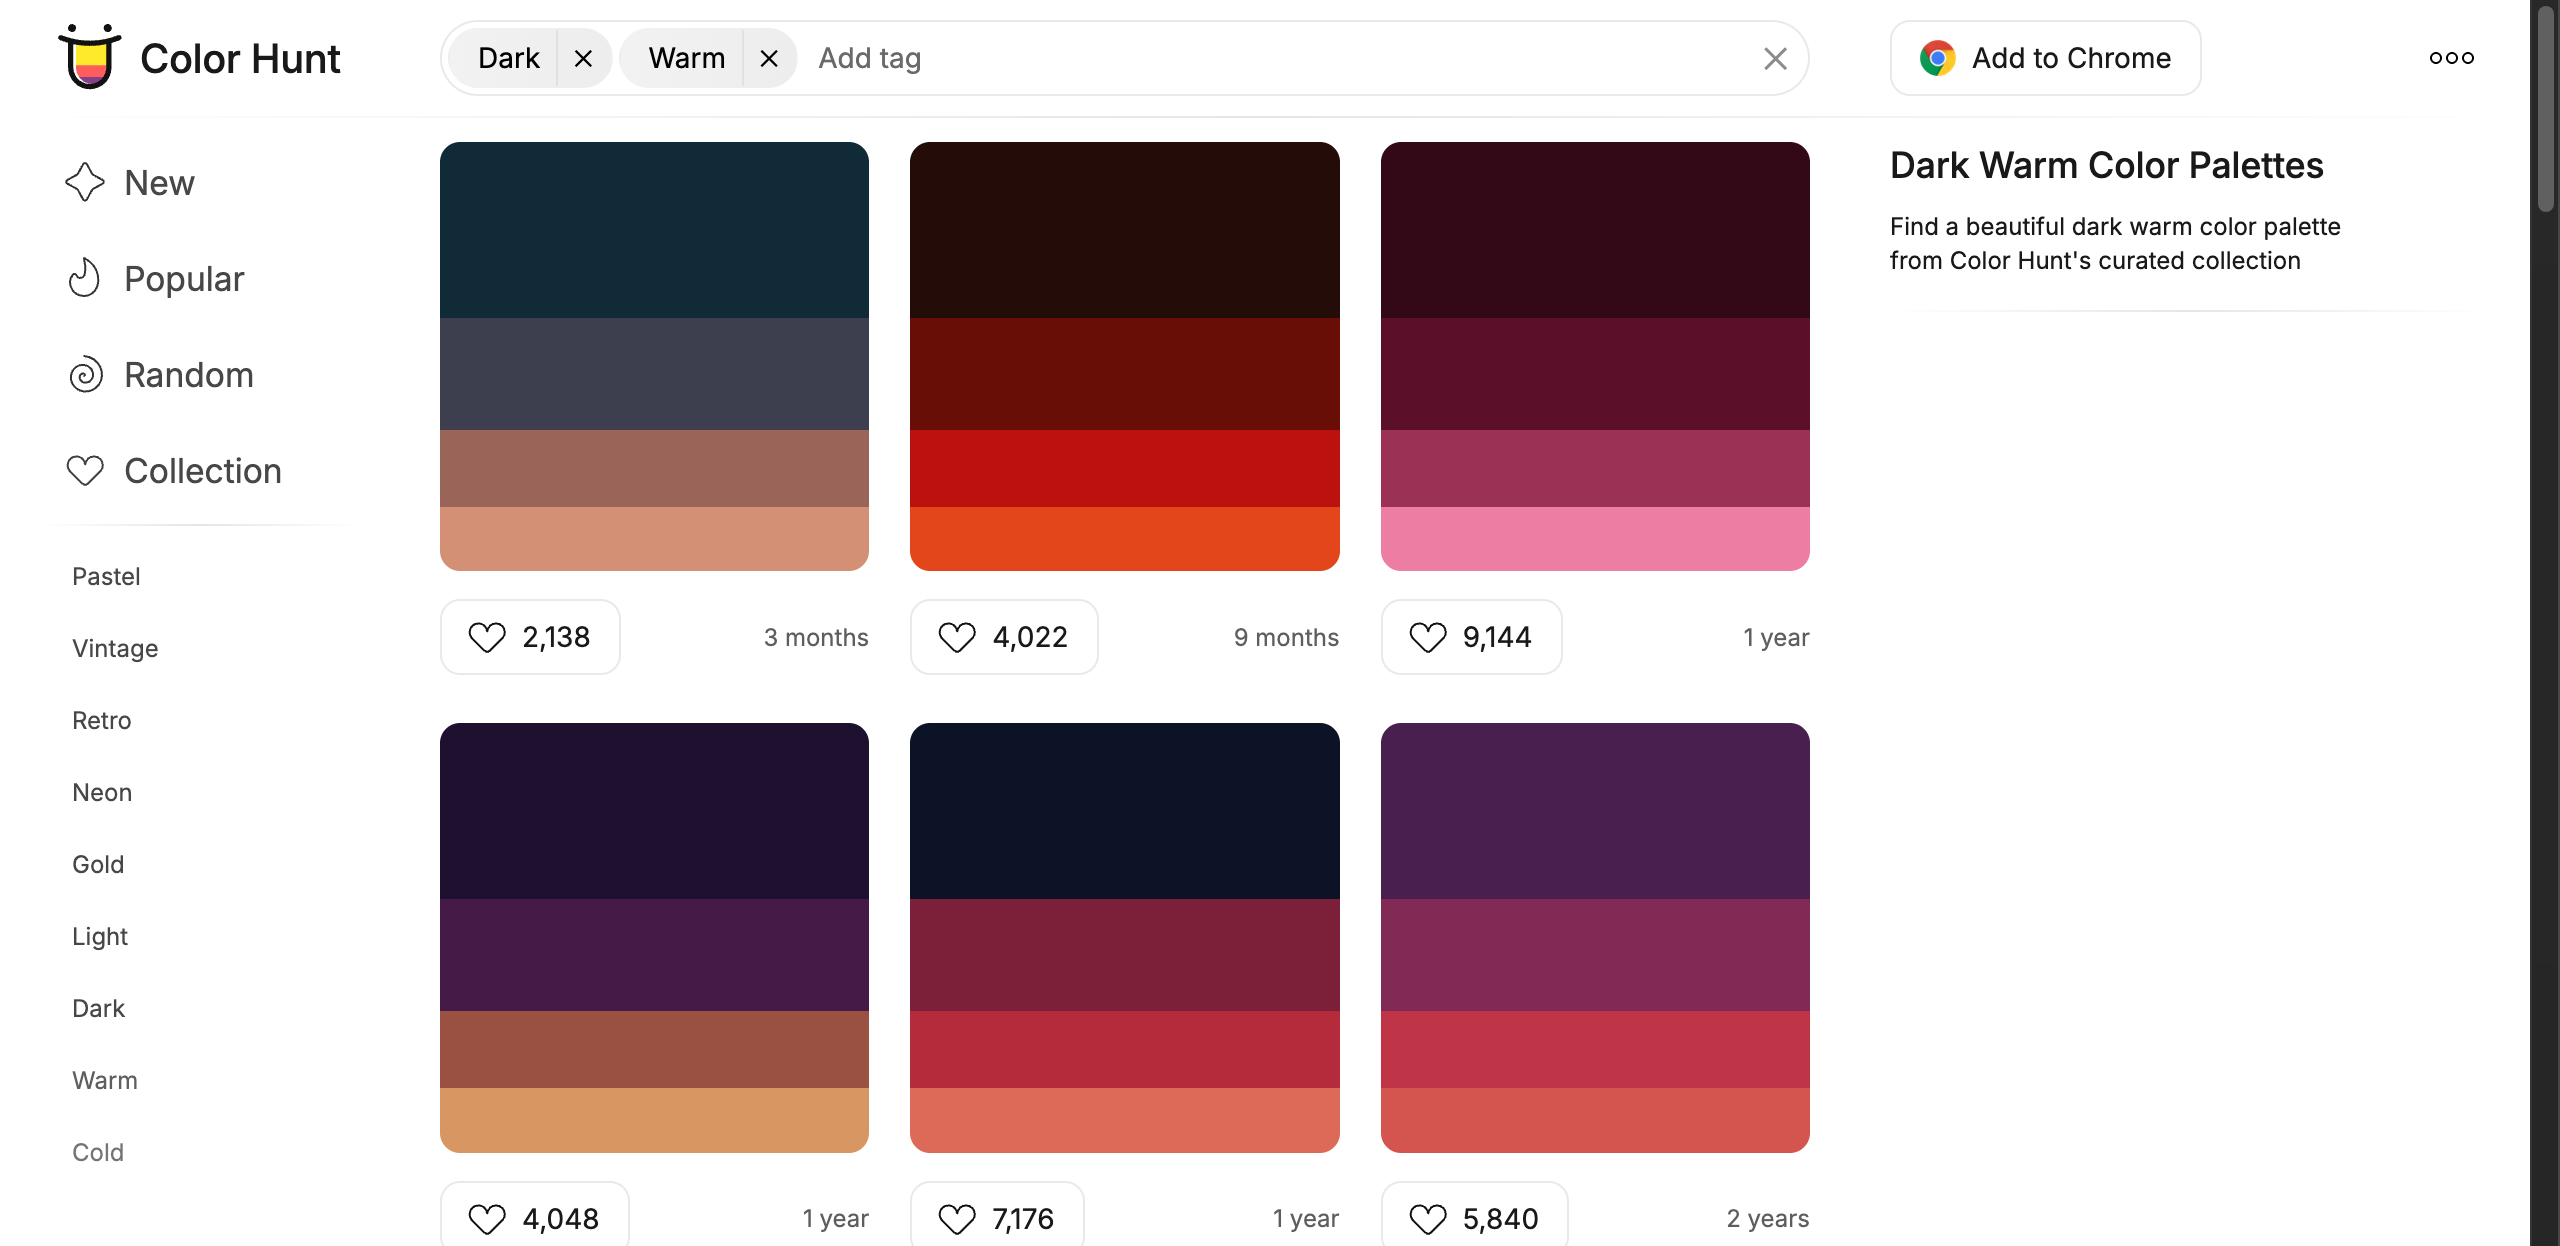 Color Hunt
Dark
Warm
Add tag
Add to Chrome
New
Popular
Random
Collection
Pastel
Vintage
Retro
Neon
Gold
Light
Dark
Warm
Cold
2,138
3 months
4,022
9 months
9,144
1 year
4,048
1 year
7,176
1 year
5,840
2 years
Dark Warm Color Palettes
Find a beautiful dark warm color palette
from Color Hunt's curated collection